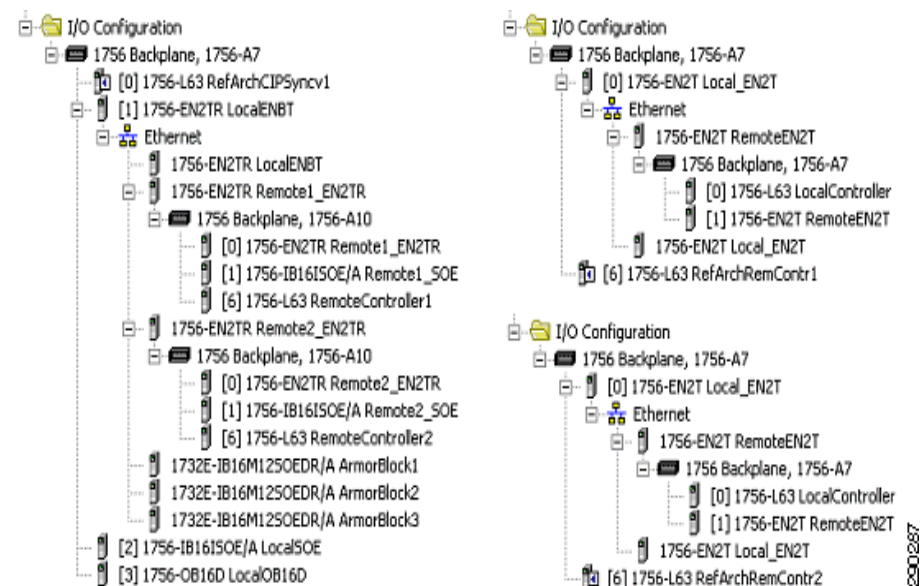 I/O Configuration
1756 Backplane, 1756-A7
[0] 1756-L63 RefArchCIPSyncv1
[1] 1756-EN2TR LocalENBT
Ethernet
1756-EN2TR LocalENBT
1756-EN2TR Remote1_EN2TR
1756 Backplane, 1756-A10
[0] 1756-EN2TR Remote1_EN2TR
[1] 1756-IB16ISOE/A Remote1_SOE
[6] 1756-L63 RemoteController1
1756-EN2TR Remote2_EN2TR
1756 Backplane, 1756-A10
[0] 1756-EN2TR Remote2_EN2TR
[1] 1756-IB16ISOE/A Remote2_SOE
[6] 1756-L63 RemoteController2
1732E-IB16M12SOEDR/A ArmorBlock1
1732E-IB16M12SOEDR/A ArmorBlock2
1732E-IB16M12SOEDR/A ArmorBlock3
[2] 1756-IB16ISOE/A LocalSOE
[3] 1756-OB16D LocalOB16D
I/O Configuration
1756 Backplane, 1756-A7
[0] 1756-EN2T Local_EN2T
Ethernet
1756-EN2T RemoteEN2T
1756 Backplane, 1756-A7
[0] 1756-L63 LocalController
[1] 1756-EN2T RemoteEN2T
1756-EN2T Local_EN2T
[6] 1756-L63 RefArchRemContr1
I/O Configuration
1756 Backplane, 1756-A7
[0] 1756-EN2T Local_EN2T
Ethernet
1756-EN2T RemoteEN2T
1756 Backplane, 1756-A7
[0] 1756-L63 LocalController
[1] 1756-EN2T RemoteEN2T
1756-EN2T Local_EN2T
[6] 1756-L63 RefArchRemContr2
290287